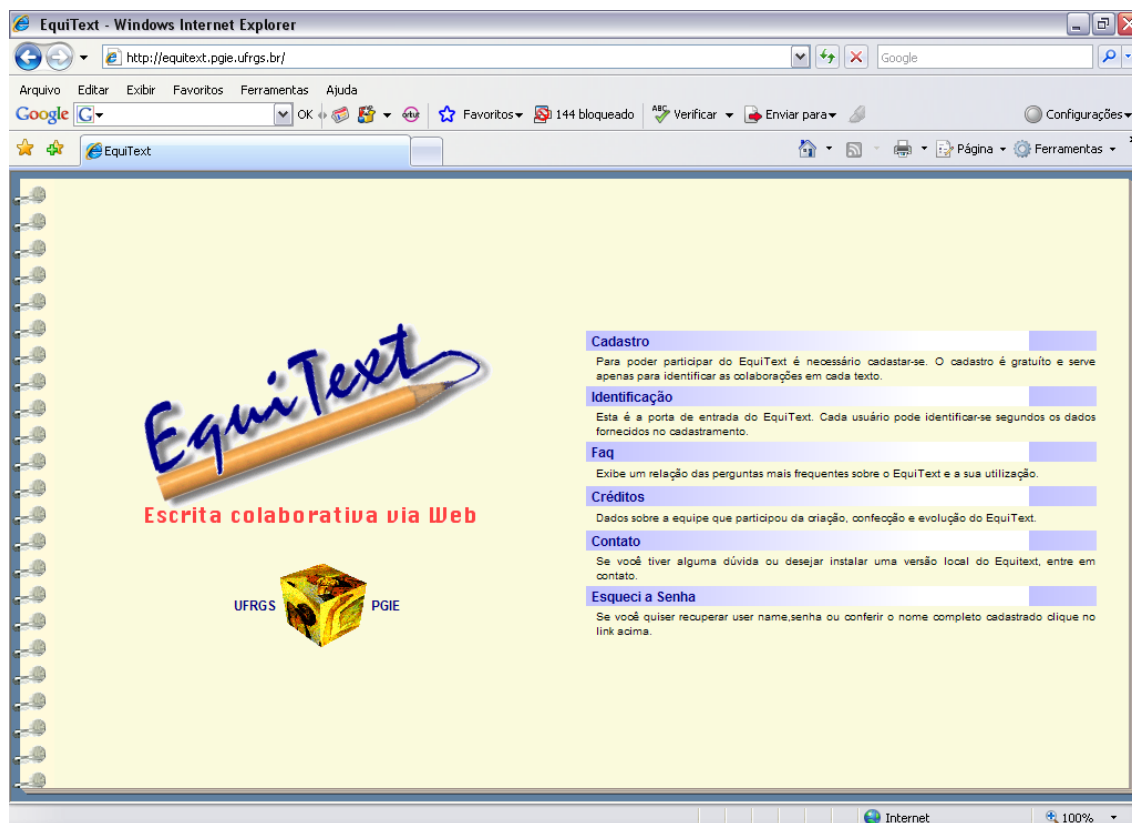 EquiText - Windows Internet Explorer
http://equitext.pgie.ufrgs.br/
Google
Arquivo Editar Exibir Favoritos Ferramentas Ajuda
Google G OK Favoritos 144 bloqueado ABC Verificar Enviar para Configurações
EquiText Página Ferramentas
EquiText
Escrita colaborativa via Web
UFRGS PGIE
Cadastro
Para poder participar do EquiText é necessário cadastar-se. O cadastro é gratuíto e serve
apenas para identificar as colaborações em cada texto.
Identificação
Esta é a porta de entrada do EquiText. Cada usuário pode identificar-se segundos os dados
fornecidos no cadastramento.
Faq
Exibe um relação das perguntas mais frequentes sobre o EquiText e a sua utilização.
Créditos
Dados sobre a equipe que participou da criação, confecção e evolução do EquiText.
Contato
Se você tiver alguma dúvida ou desejar instalar uma versão local do Equitext, entre em
contato.
Esqueci a Senha
Se você quiser recuperar user name,senha ou conferir o nome completo cadastrado clique no
link acima.
Internet 100%